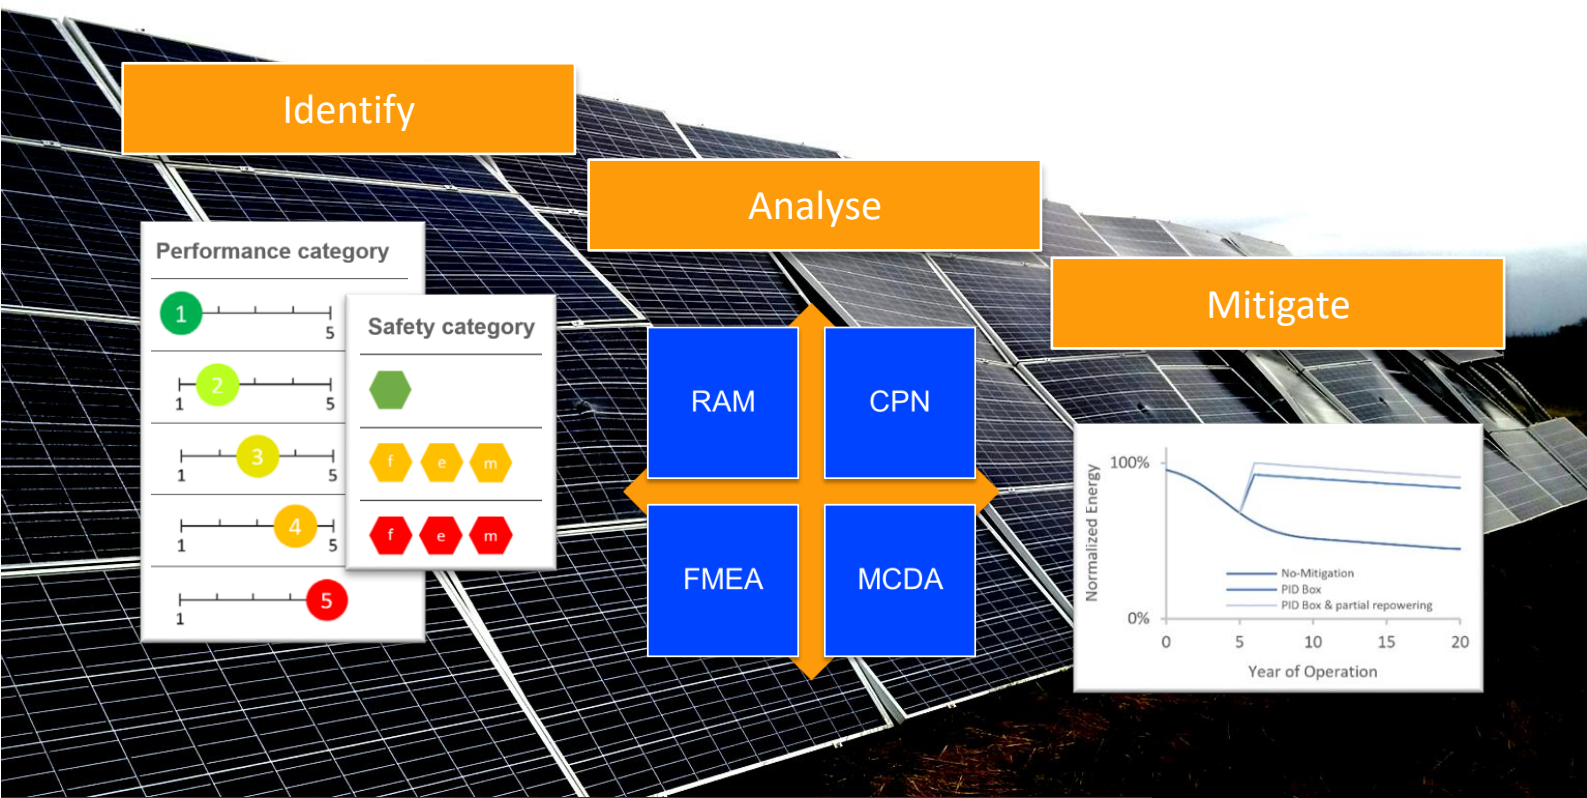 Identify
Analyse
Mitigate
Performance category
1
5
2
1
5
3
1
5
4
1
5
5
1
Safety category
f e m
f e m
RAM
CPN
FMEA
MCDA
Normalized Energy
100%
0%
No-Mitigation
PID Box
PID Box & partial repowering
0 5 10 15 20
Year of Operation